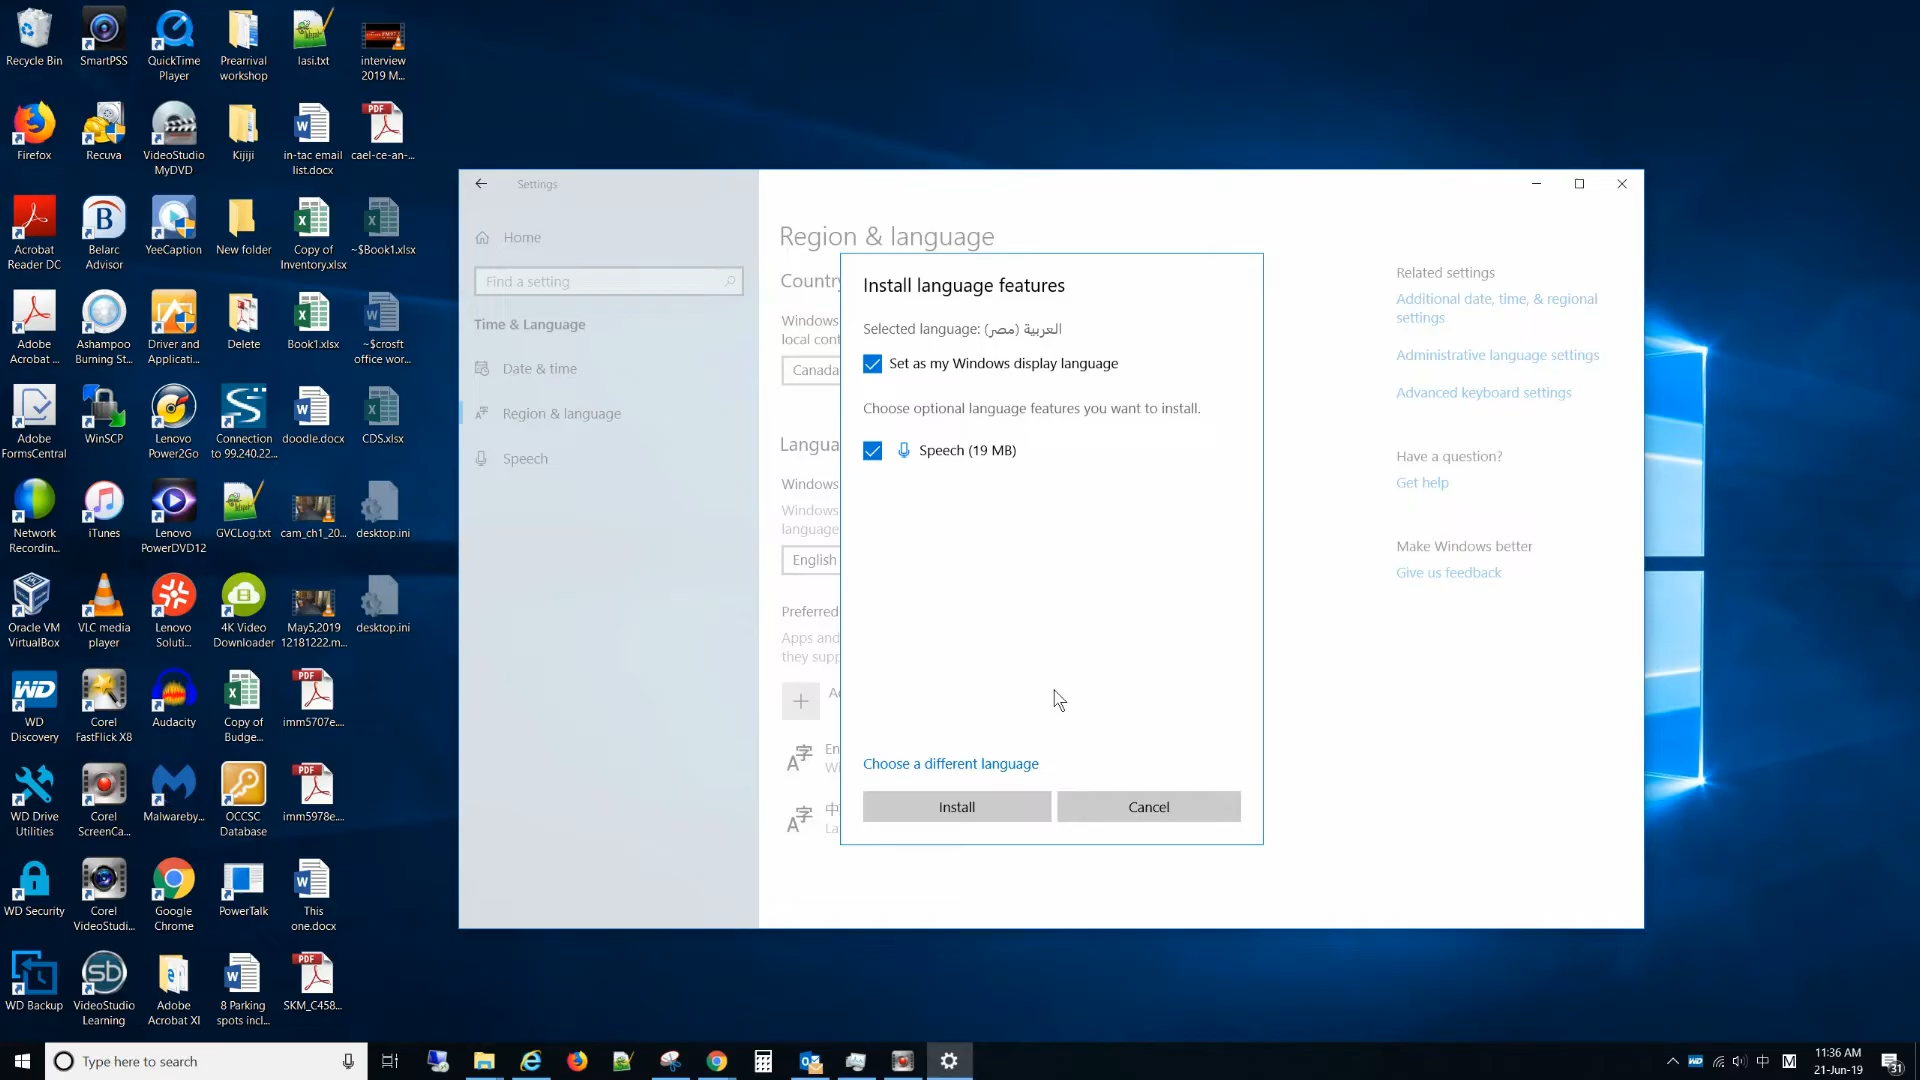 Recycle Bin
SmartPSS
QuickTime
Player
Prearrival
workshop
Iasi.txt
interview
2019 M...
Firefox
Recuva
VideoStudio
MyDVD
Kijiji
in-tac email
list.docx
cael-ce-an-...
Acrobat
Reader DC
Belarc
Advisor
YeeCaption
New folder
Copy of
Inventory.xlsx
~$Book1.xlsx
Adobe
Acrobat ...
Ashampoo
Burning St...
Driver and
Applicati...
Delete
Book1.xlsx
~$crosft
office wor...
Adobe
FormsCentral
WinSCP
Lenovo
Power2Go
Connection
to 99.240.22...
doodle.docx
CDS.xlsx
Network
Recordin...
iTunes
Lenovo
PowerDVD12
GVCLog.txt
cam_ch1_20...
desktop.ini
Oracle VM
VirtualBox
VLC media
player
Lenovo
Soluti...
4K Video
Downloader
May5,2019
12181222.m...
desktop.ini
WD
Discovery
Corel
FastFlick X8
Audacity
Copy of
Budge...
imm5707e....
WD Drive
Utilities
Corel
ScreenCa...
Malwareby...
OCCSC
Database
imm5978e....
WD Security
Corel
VideoStudi...
Google
Chrome
PowerTalk
This
one.docx
WD Backup
VideoStudio
Learning
Adobe
Acrobat XI
8 Parking
spots incl...
SKM_C458...
Settings
Home
Find a setting
Time & Language
Date & time
Region & language
Speech
Region & language
Country
Windows
local cont
Canada
Langua
Windows
Windows
language
English
Preferred
Apps and
they supp
A
En
Wi
中
La
Install language features
Selected language: العربية (مصر)
Set as my Windows display language
Choose optional language features you want to install.
Speech (19 MB)
Choose a different language
Install
Cancel
Related settings
Additional date, time, & regional
settings
Administrative language settings
Advanced keyboard settings
Have a question?
Get help
Make Windows better
Give us feedback
Type here to search
中
M
11:36 AM
21-Jun-19
31